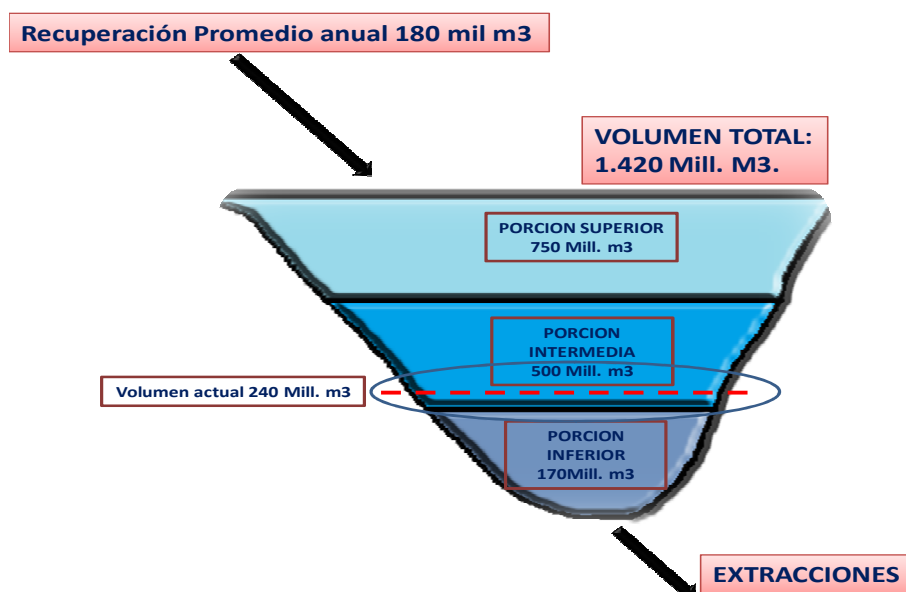 Recuperación Promedio anual 180 mil m3
VOLUMEN TOTAL:
1.420 Mill. M3.
PORCION SUPERIOR
750 Mill. m3
PORCION
INTERMEDIA
500 Mill. m3
Volumen actual 240 Mill. m3
PORCION
INFERIOR
170Mill. m3
EXTRACCIONES